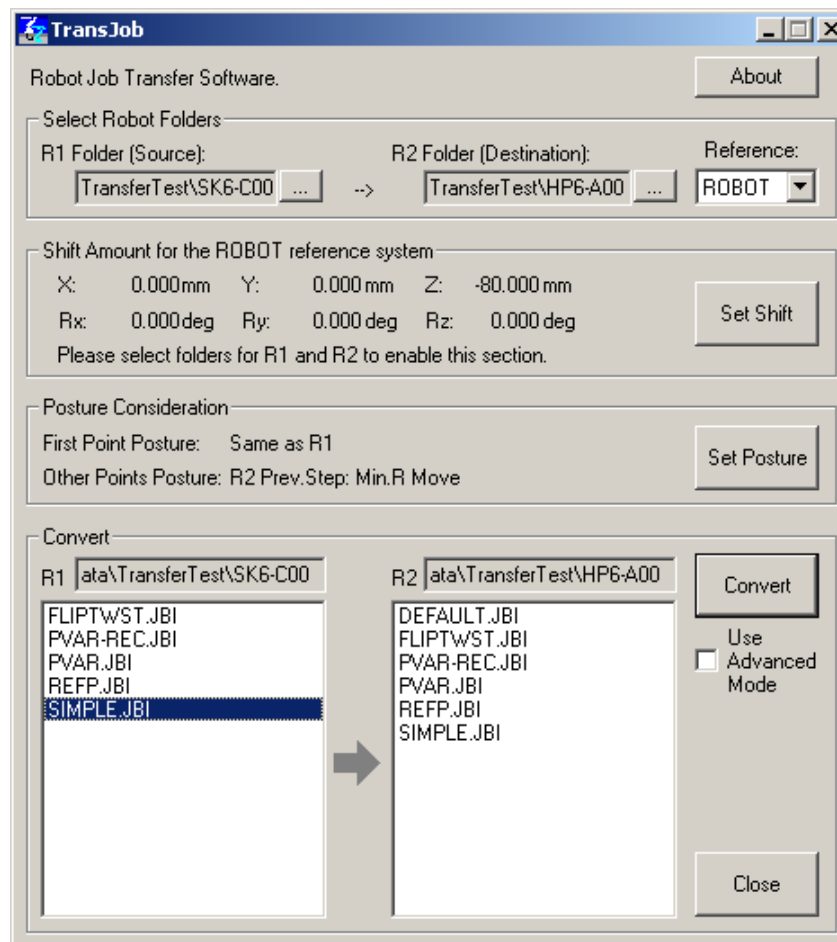 TransJob
Robot Job Transfer Software.
About
Select Robot Folders
R1 Folder (Source): R2 Folder (Destination): Reference:
TransferTest\SK6-C00 ... --> TransferTest\HP6-A00 ... ROBOT
Shift Amount for the ROBOT reference system
X: 0.000 mm Y: 0.000 mm Z: -80.000 mm
Rx: 0.000 deg Ry: 0.000 deg Rz: 0.000 deg
Set Shift
Please select folders for R1 and R2 to enable this section.
Posture Consideration
First Point Posture: Same as R1
Other Points Posture: R2 Prev.Step: Min.R Move
Set Posture
Convert
R1 ata\TransferTest\SK6-C00
FLIPTWST.JBI
PVAR-REC.JBI
PVAR.JBI
REFP.JBI
SIMPLE.JBI
R2 ata\TransferTest\HP6-A00
DEFAULT.JBI
FLIPTWST.JBI
PVAR-REC.JBI
PVAR.JBI
REFP.JBI
SIMPLE.JBI
Convert
Use
Advanced
Mode
Close